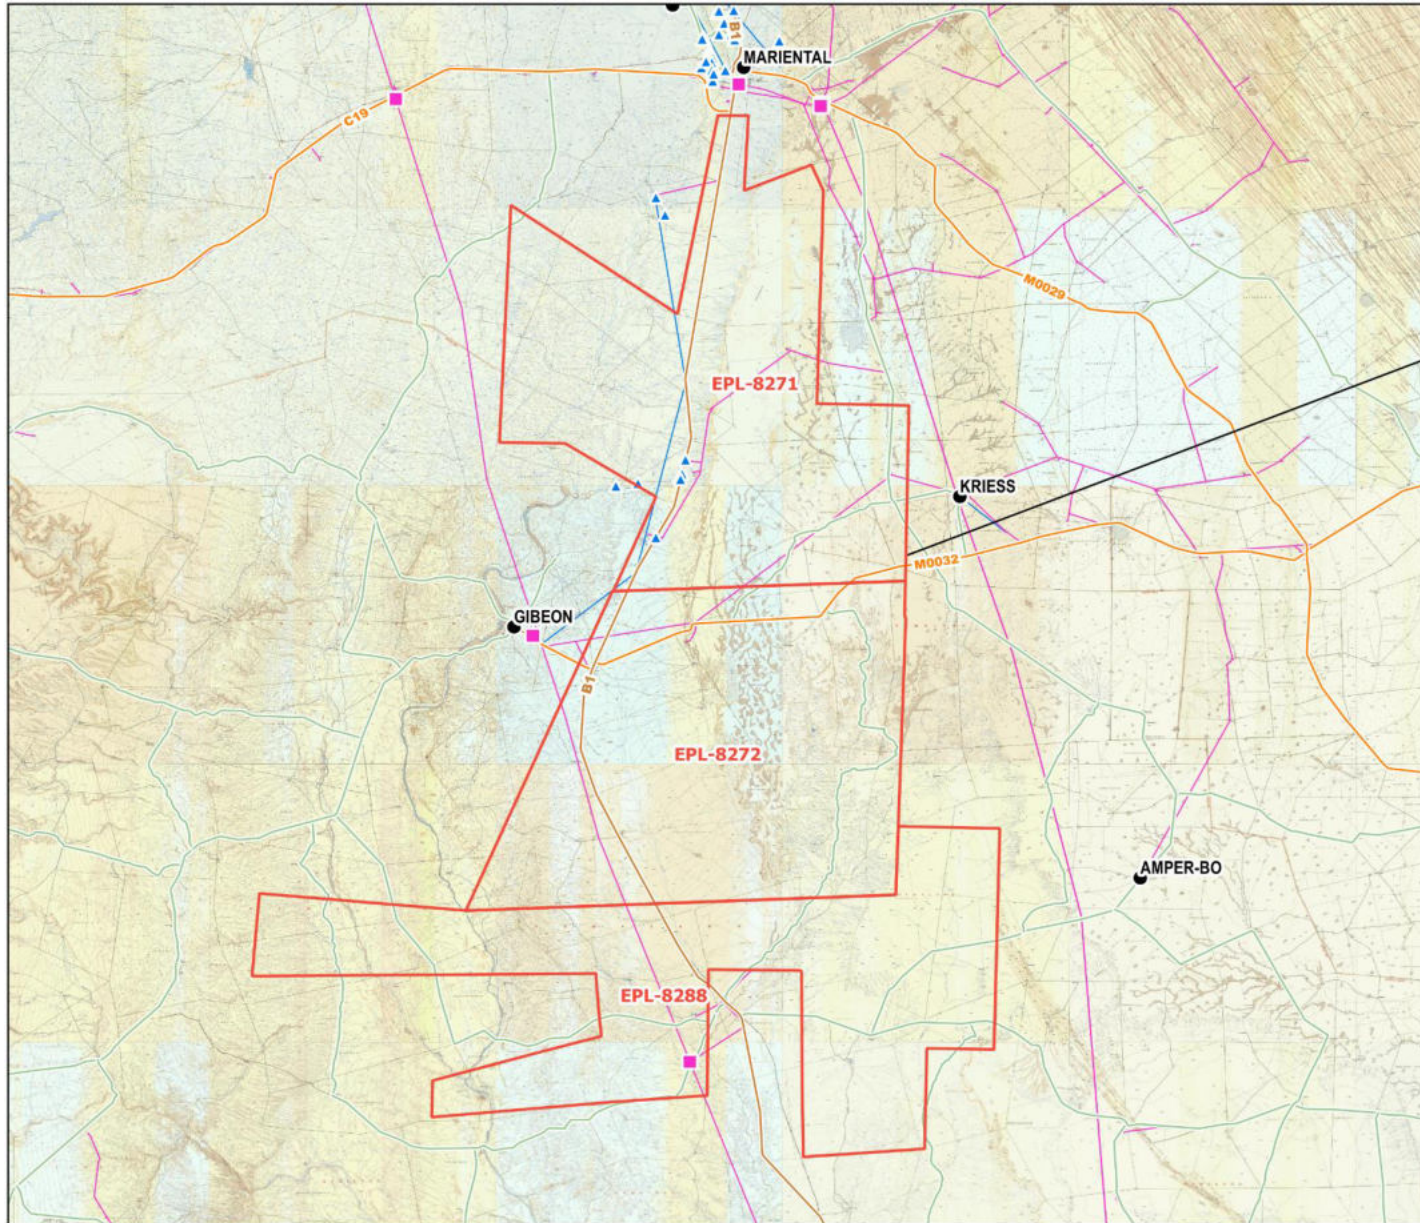 B1
MARIENTAL
C19
M0029
EPL-8271
KRIESS
M0032
GIBEON
B1
EPL-8272
AMPER-BO
EPL-8288